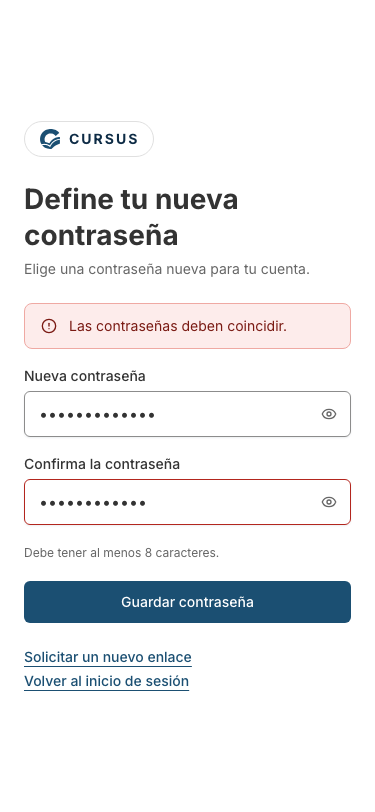 CURSUS
Define tu nueva
contraseña
Elige una contraseña nueva para tu cuenta.
Las contraseñas deben coincidir.
Nueva contraseña
•••••••••••••
Confirma la contraseña
••••••••••••
Debe tener al menos 8 caracteres.
Guardar contraseña
Solicitar un nuevo enlace
Volver al inicio de sesión